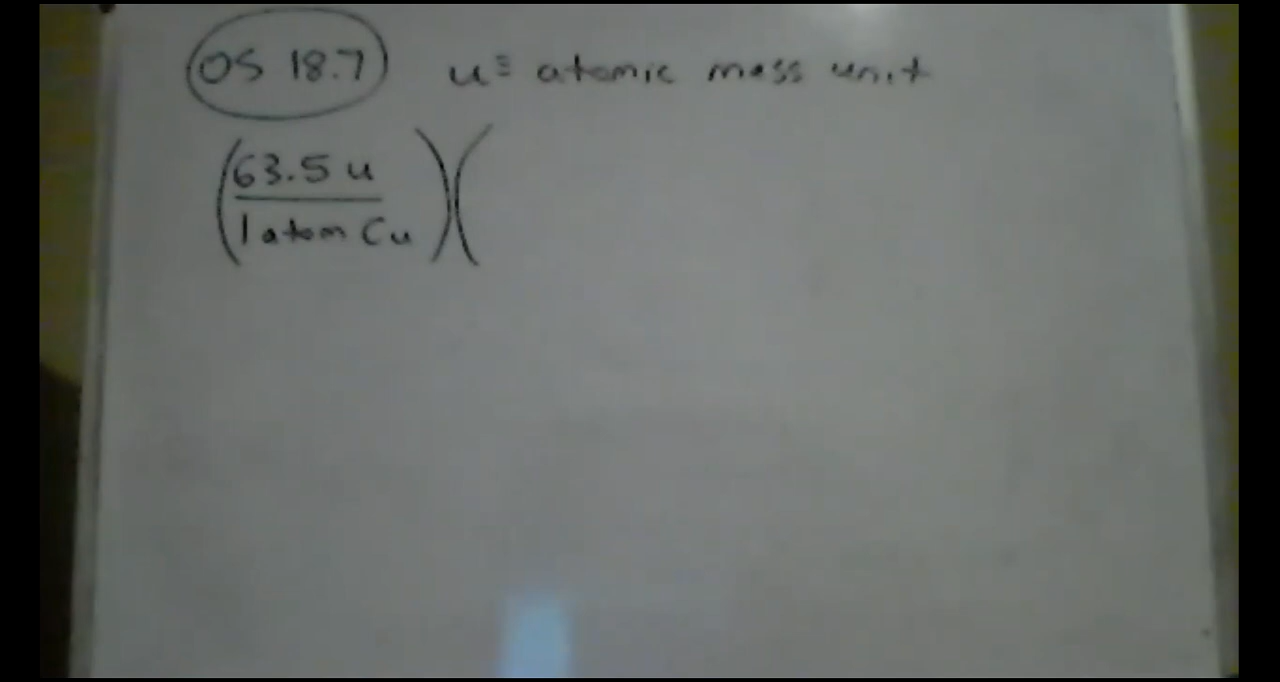 OS 18.7 u ≡ atomic mass unit
(63.5 u
1 atom Cu)(